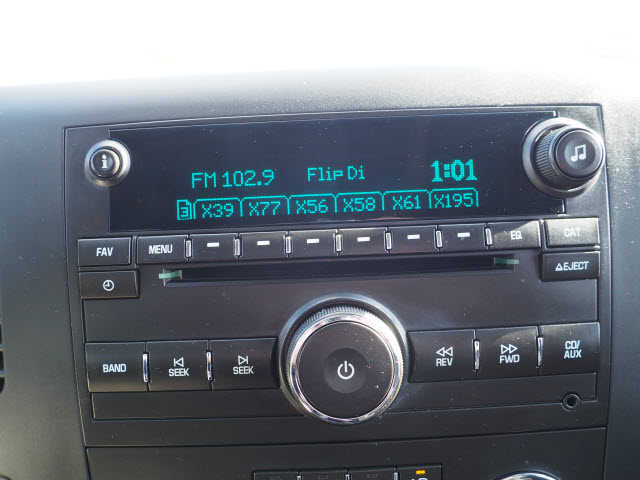 FM 102.9 Flip Di 1:01
3 X39 X77 X56 X58 X61 X195
FAV MENU EQ CAT
EJECT
BAND SEEK SEEK REV FWD CD/AUX